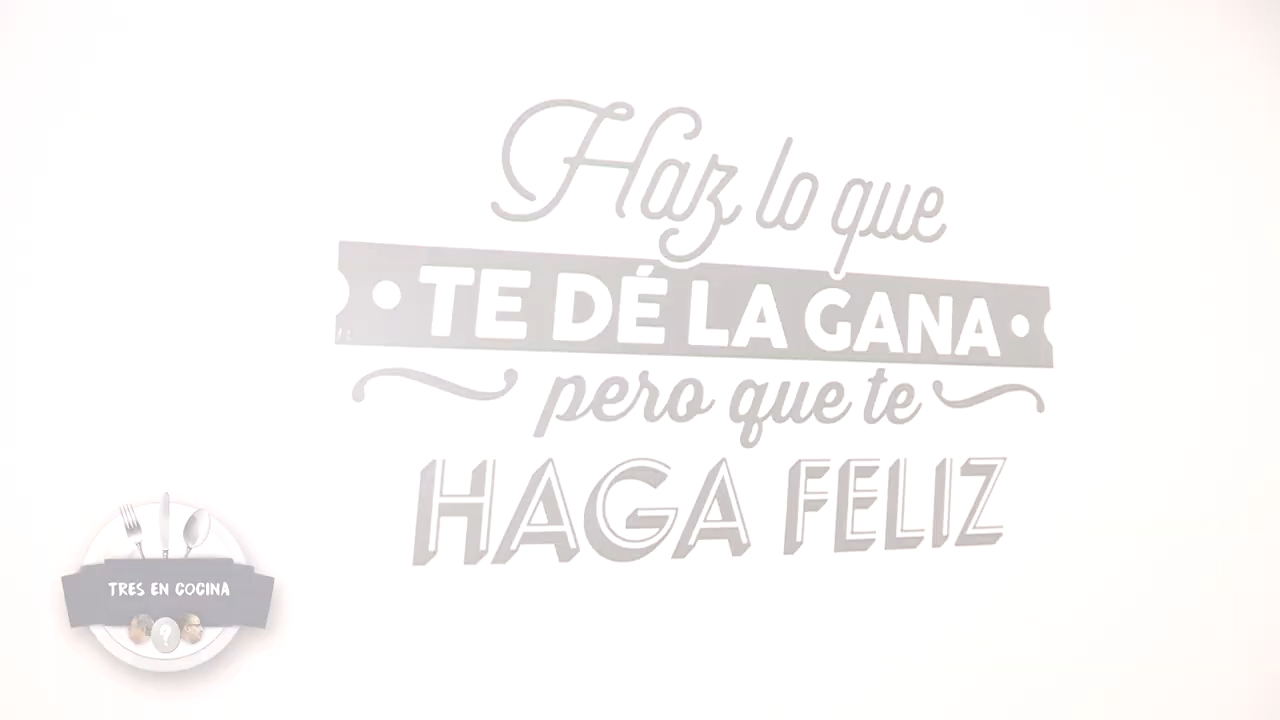 Haz lo que
TE DÉ LA GANA
pero que te
HAGA FELIZ
TRES EN COCINA
?